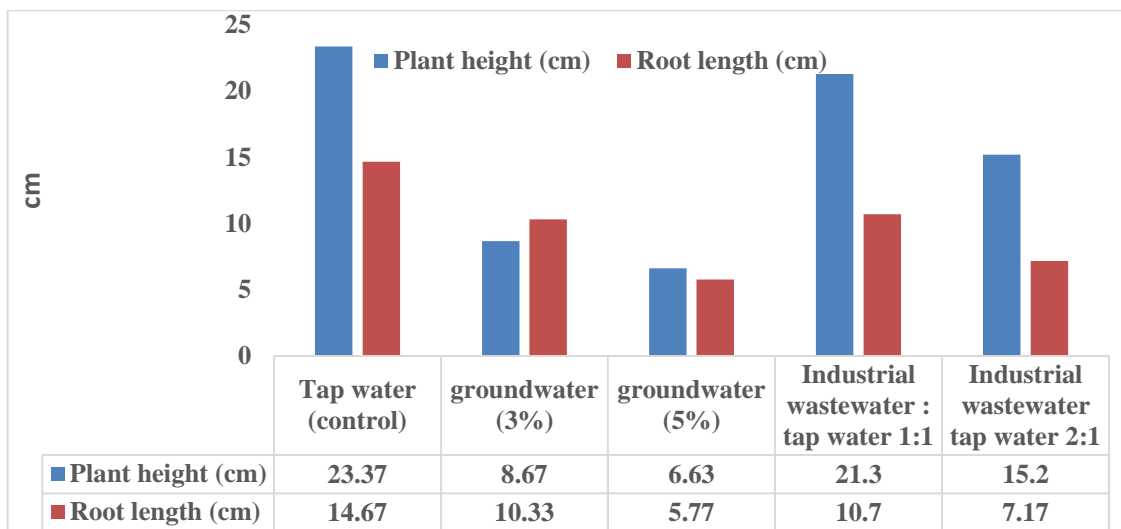 25
20
15
10
5
0
cm
Plant height (cm) Root length (cm)
Tap water
(control)
groundwater
(3%)
groundwater
(5%)
Industrial
wastewater :
tap water 1:1
Industrial
wastewater
tap water 2:1
Plant height (cm) 23.37 8.67 6.63 21.3 15.2
Root length (cm) 14.67 10.33 5.77 10.7 7.17